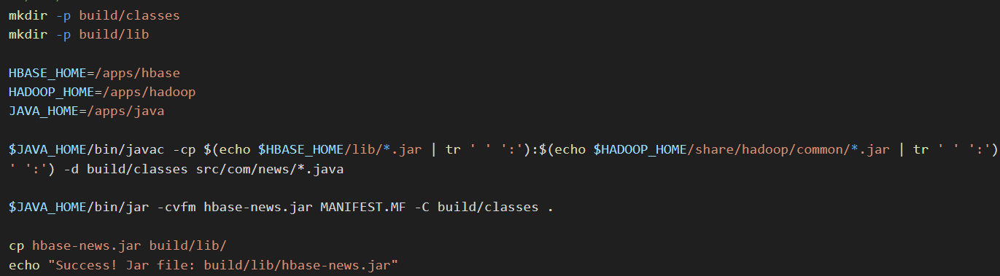 mkdir -p build/classes
mkdir -p build/lib
HBASE_HOME=/apps/hbase
HADOOP_HOME=/apps/hadoop
JAVA_HOME=/apps/java
$JAVA_HOME/bin/javac -cp $(echo $HBASE_HOME/lib/*.jar | tr ' ' ':'):$(echo $HADOOP_HOME/share/hadoop/common/*.jar | tr ' ' ':')
' ':') -d build/classes src/com/news/*.java
$JAVA_HOME/bin/jar -cvfm hbase-news.jar MANIFEST.MF -C build/classes .
cp hbase-news.jar build/lib/
echo "Success! Jar file: build/lib/hbase-news.jar"